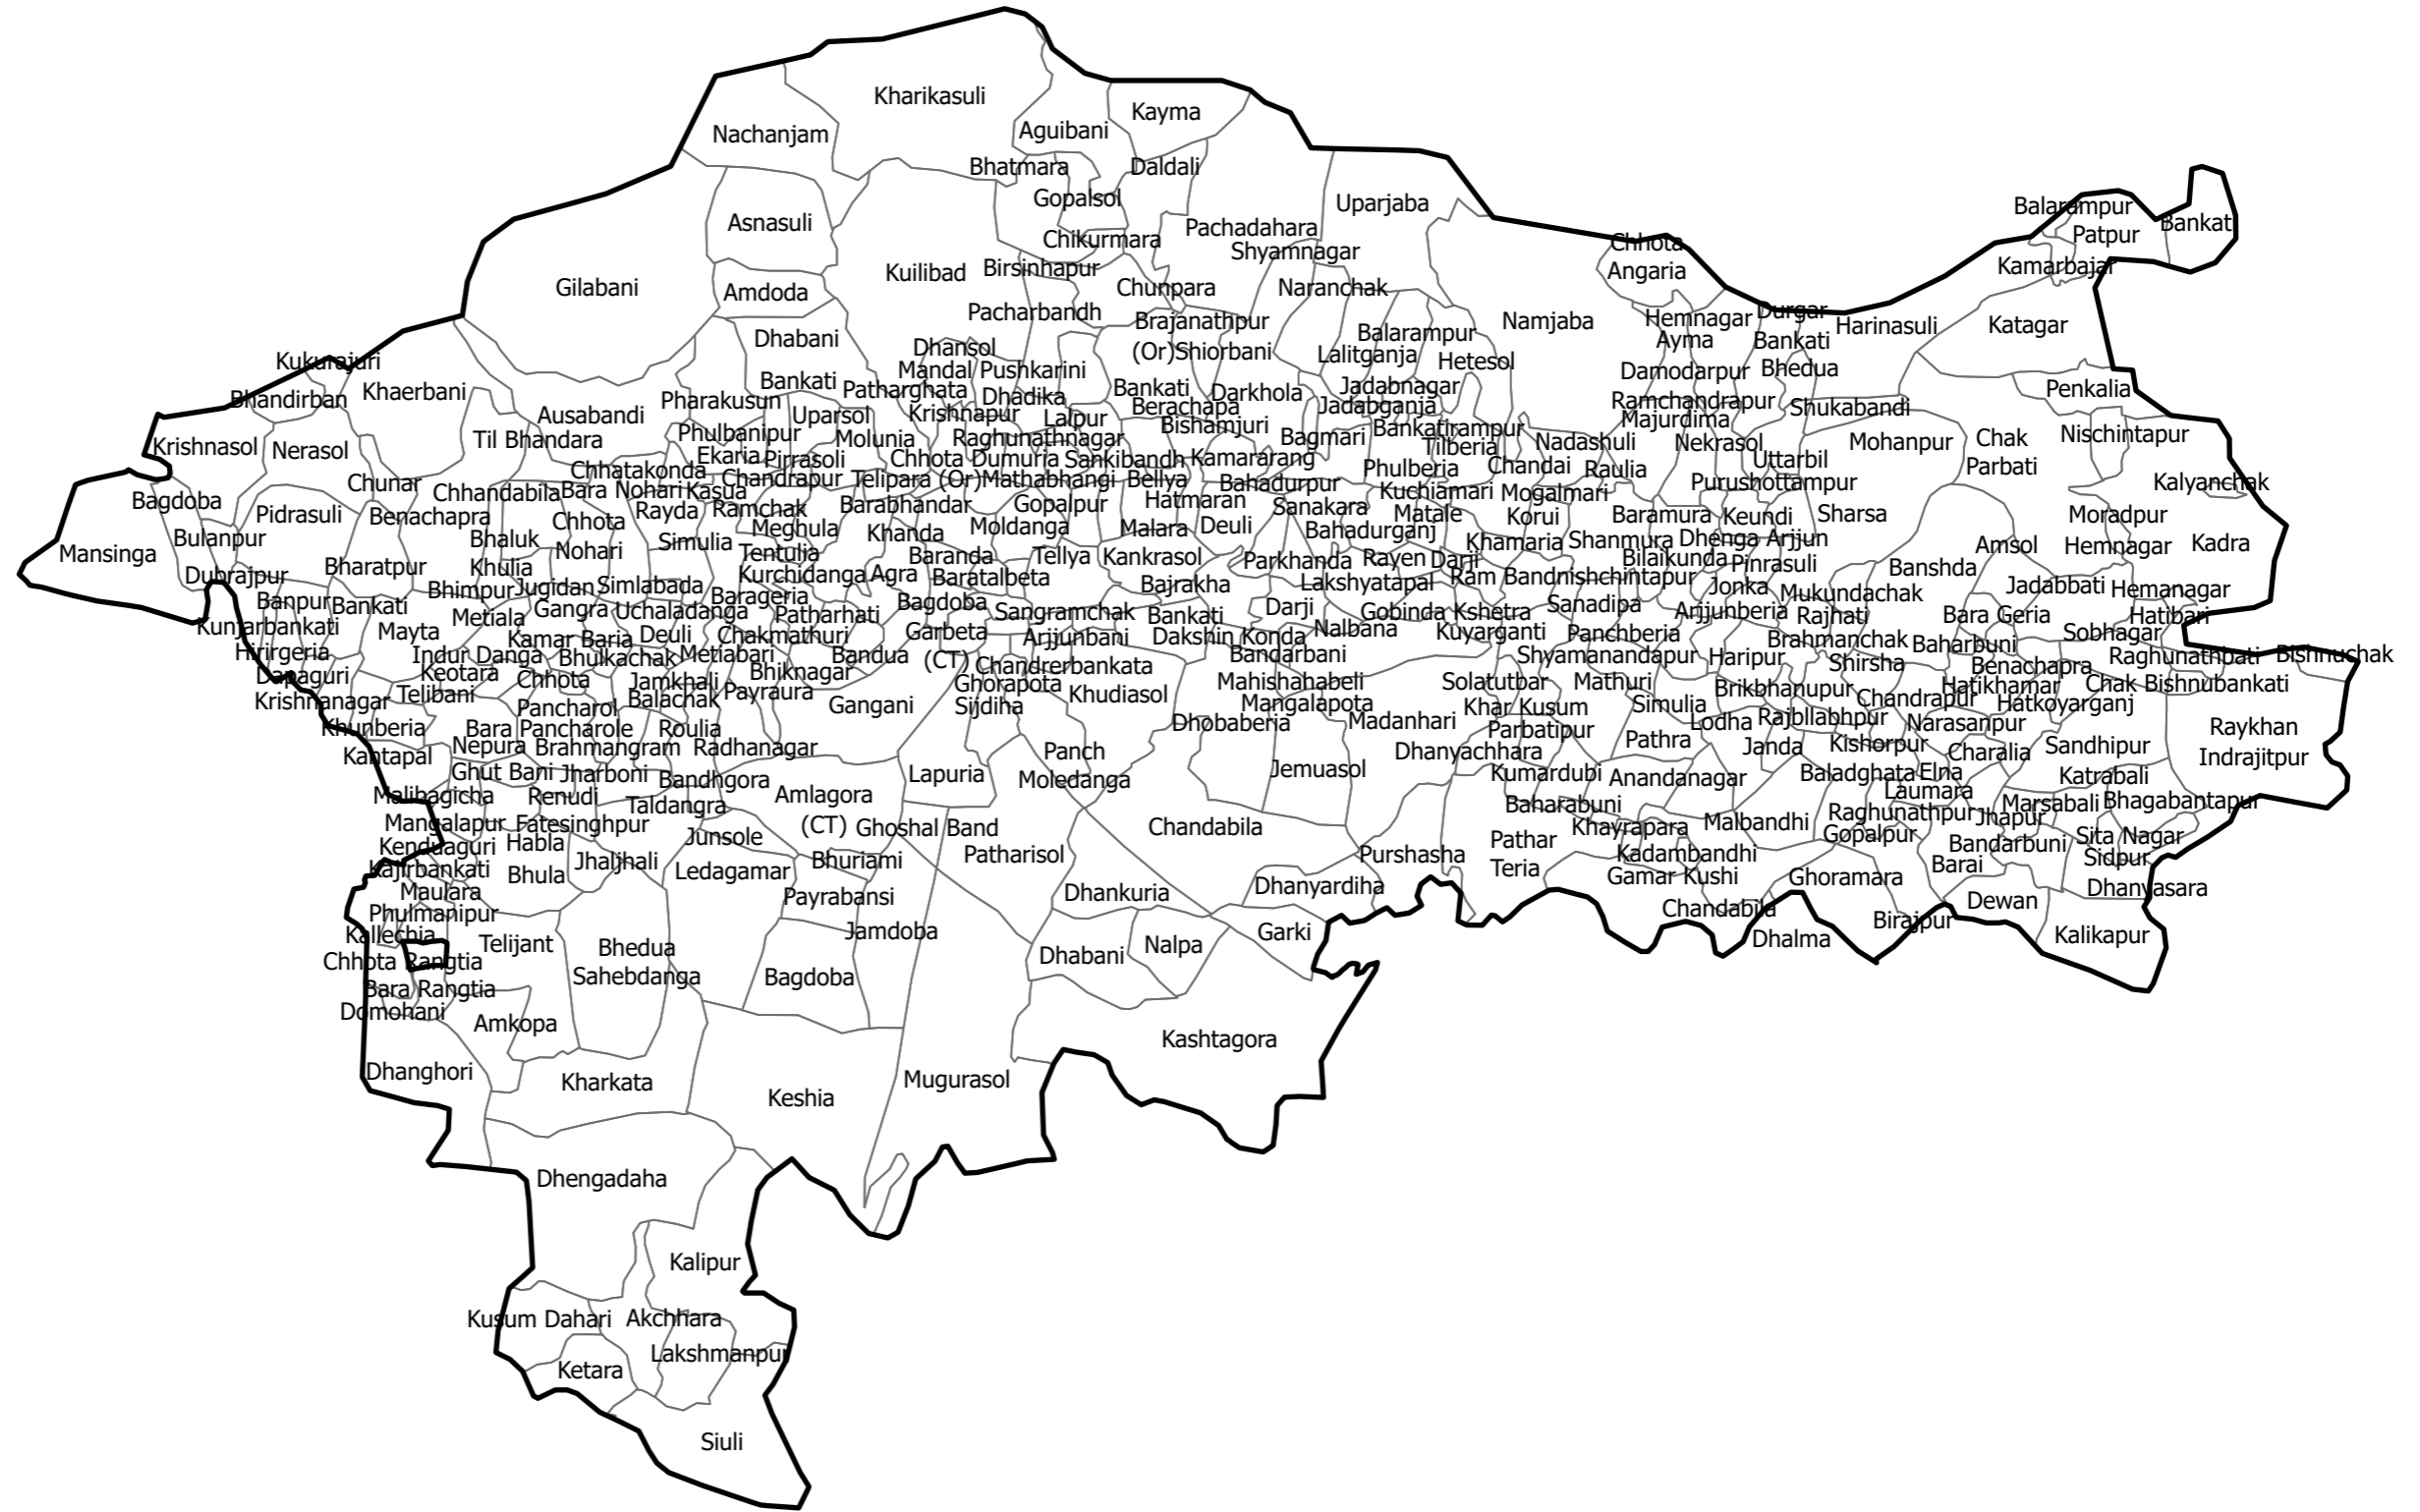 Kharikasuli
Kayma
Nachanjam
Aguibani
Bhatmara
Daldali
Gopalsol
Uparjaba
Asnasuli
Pachadahara
Chikurmara
Shyamnagar
Balarampur
Bankati
Patpur
Kamarbajar
Chhota
Angaria
Kuilibad
Birsinhapur
Gilabani
Amdoda
Chunpara
Naranchak
Pacharbandh
Brajanathpur
(Or)Shiorbani
Balarampur
Namjaba
Hemnagar
Ayma
Durgar
Bankati
Harinasuli
Katagar
Dhabani
Dhansol
Lalitganja
Hetesol
Kukurajuri
Mandal Pushkarini
Damodarpur
Bhedua
Khaerbani
Bankati
Patharghata
Dhadika
Bankati
Darkhola
Jadabnagar
Penkalia
Bhandirban
Pharakusun
Ausabandi
Uparsol
Krishnapur
Lalpur
Berachapa
Jadabganja
Ramchandrapur
Shukabandi
Majurdima
Bishamjuri
Bankatirampur
Krishnasol
Nerasol
Til Bhandara
Phulbanipur
Molunia
Raghunathnagar
Bagmari
Tilberia
Nadashuli
Nekrasol
Mohanpur
Chak
Parbati
Nischintapur
Ekaria
Pirrasoli
Chhota Durmuria
Sankibandh
Kamararang
Uttarbil
Chhatakonda
Chandrapur
Telipara (Or)
Mathabhangi
Bellya
Bahadurpur
Phulberia
Chandai
Raulia
Purushottampur
Kalyanchak
Chunar
Chhandabila
Bara Nohari
Kasua
Kuchiamari
Mogalmari
Bagdoba
Pidrasuli
Benachapra
Chhota
Nohari
Rayda
Ramchak
Barabhandar
Gopalpur
Hatmaran
Sanakara
Matale
Korui
Baramura
Keundi
Sharsa
Moradpur
Bulanpur
Bhaluk
Khulia
Simulia
Meghula
Khanda
Moldanga
Malara
Deuli
Bahadurganj
Khamaria
Shanmura
Dhenga Arjjun
Amsol
Hemnagar
Kadra
Mansinga
Tentulia
Baranda
Tellya
Kankrasol
Parkhanda
Rayen
Darji
Bilaikunda
Pinrasuli
Banshda
Dubrajpur
Bharatpur
Bhimpur
Jugidan
Simlabada
Kurchidanga
Agra
Baratalbeta
Bajrakha
Lakshyatapal
Ram Bandnishchintapur
Jonka
Mukundachak
Jadabbati
Hemanagar
Banpur
Bankati
Metiala
Gangra
Uchaladanga
Barageria
Patharhati
Bagdoba
Sangramchak
Bankati
Darji
Gobinda Kshetra
Sanadipa
Arjjunberia
Rajhati
Bara Geria
Hatibari
Kunjarbankati
Mayta
Kamar Baria
Deuli
Chakmathuri
Garbeta
(CT)
Arjjunbani
Dakshin Konda
Nalbana
Kuyarganti
Panchberia
Brahmanchak
Baharbuni
Sobhagar
Hirirgeria
Indur Danga
Bhulkachak
Metiabari
Bandua
Bandarbani
Shyamanandapur
Haripur
Shirsha
Benachapra
Raghunathbati
Bishnuchak
Dapaguri
Keotara
Chhota
Pancharol
Jamkhali
Bhiknagar
Chandrerbankata
Ghorapota
Khudiasol
Mahishahabeli
Solatutbar
Mathuri
Brikbhanupur
Chandrapur
Hatikhamar
Chak Bishnubankati
Krishnanagar
Telibani
Balachak
Payraura
Gangani
Sijdiha
Mangalapota
Khar Kusum
Simulia
Hatkoyarganj
Khunberia
Bara Pancharole
Roulia
Dhobaberia
Madanhari
Parbatipur
Lodha
Rajbllabhpur
Narasanpur
Raykhan
Indrajitpur
Kantapal
Nepura
Brahmangram
Radhanagar
Panch
Moledanga
Dhanyachhara
Pathra
Janda
Kishorpur
Charalia
Sandhipur
Ghut Bani
Jharboni
Bandhgora
Lapuria
Jemuasol
Kumardubi
Anandanagar
Baladghata
Elna
Katrabali
Malibagicha
Renudi
Taldangra
Amlagora
(CT)
Baharabuni
Laumara
Marsabali
Bhagabantapur
Mangalapur
Fatesinghpur
Ghoshal
Band
Patharisol
Chandabila
Khayrapara
Malbandhi
Raghunathpur
Jhapur
Kenduaguri
Habla
Junsole
Pathar
Teria
Gopalpur
Bandarbuni
Sita Nagar
Kajirbankati
Bhula
Jhaljhali
Ledagamar
Bhuriami
Purshasha
Kadambandhi
Barai
Sidpur
Maulara
Payrabansi
Dhankuria
Dhanyardiha
Gamar Kushi
Ghoramara
Dhanyasara
Phulmanipur
Chandabila
Dewan
Kallechia
Telijant
Bhedua
Sahebdanga
Jamdoba
Dhabani
Nalpa
Garki
Dhalma
Birajpur
Kalikapur
Chhota Rangtia
Bagdoba
Bara Rangtia
Domohani
Amkopa
Kashtagora
Dhanghori
Kharkata
Keshia
Mugurasol
Dhengadaha
Kalipur
Kusum Dahari
Akchhara
Lakshmanpur
Ketara
Siuli